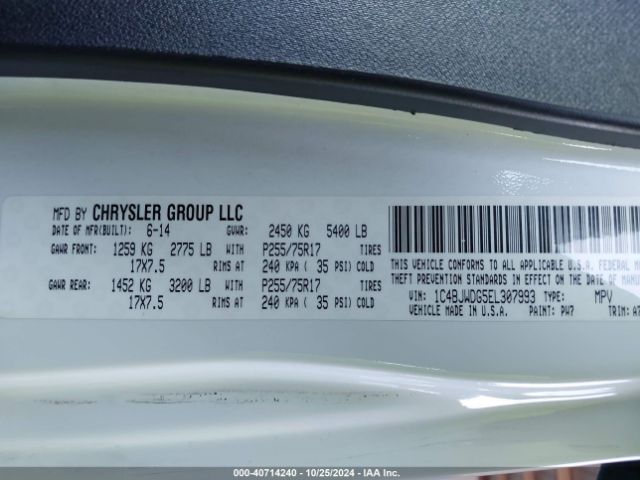 MFD BY CHRYSLER GROUP LLC
DATE OF MFR(BUILT): 6-14 GVWR: 2450 KG 5400 LB
GAWR FRONT: 1259 KG 2775 LB WITH P255/75R17 TIRES
17X7.5 RIMS AT 240 KPA ( 35 PSI) COLD
GAWR REAR: 1452 KG 3200 LB WITH P255/75R17 TIRES
17X7.5 RIMS AT 240 KPA ( 35 PSI) COLD
THIS VEHICLE CONFORMS TO ALL APPLICABLE U.S.A. FEDERAL
THEFT PREVENTION STANDARDS IN EFFECT ON THE DATE OF
VIN: 1C4BJWDG5EL307993 TYPE: MPV
VEHICLE MADE IN U.S.A. PAINT: PW7 TRIM:
000-40714240 - 10/25/2024 - IAA Inc.